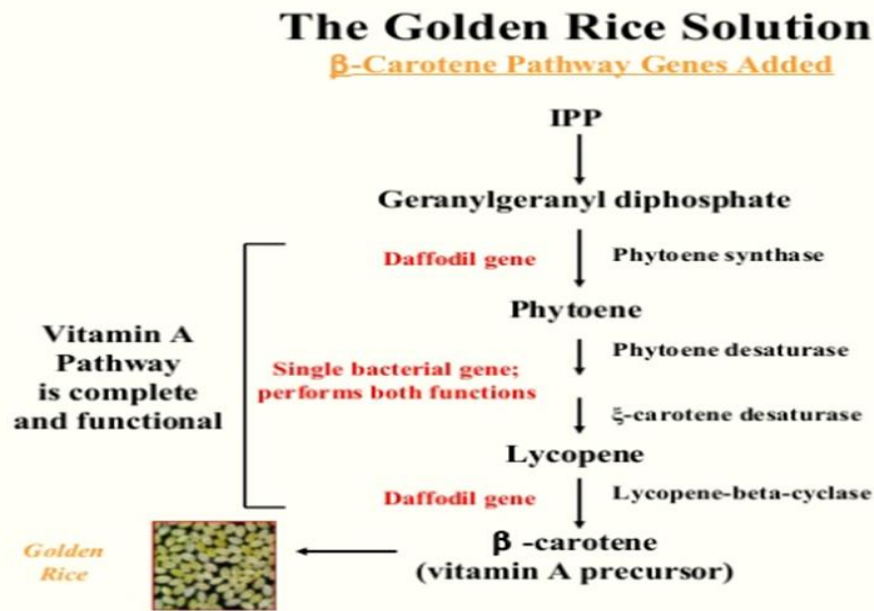 The Golden Rice Solution
β-Carotene Pathway Genes Added
IPP
Geranylgeranyl diphosphate
Daffodil gene
Phytoene synthase
Phytoene
Vitamin A
Pathway
is complete
and functional
Single bacterial gene;
performs both functions
Phytoene desaturase
ξ-carotene desaturase
Lycopene
Daffodil gene
Lycopene-beta-cyclase
β -carotene
(vitamin A precursor)
Golden
Rice